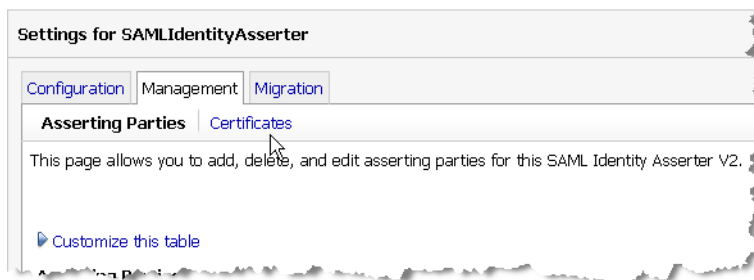 Settings for SAMLIdentityAsserter
Configuration Management Migration
Asserting Parties Certificates
This page allows you to add, delete, and edit asserting parties for this SAML Identity Asserter V2.
Customize this table